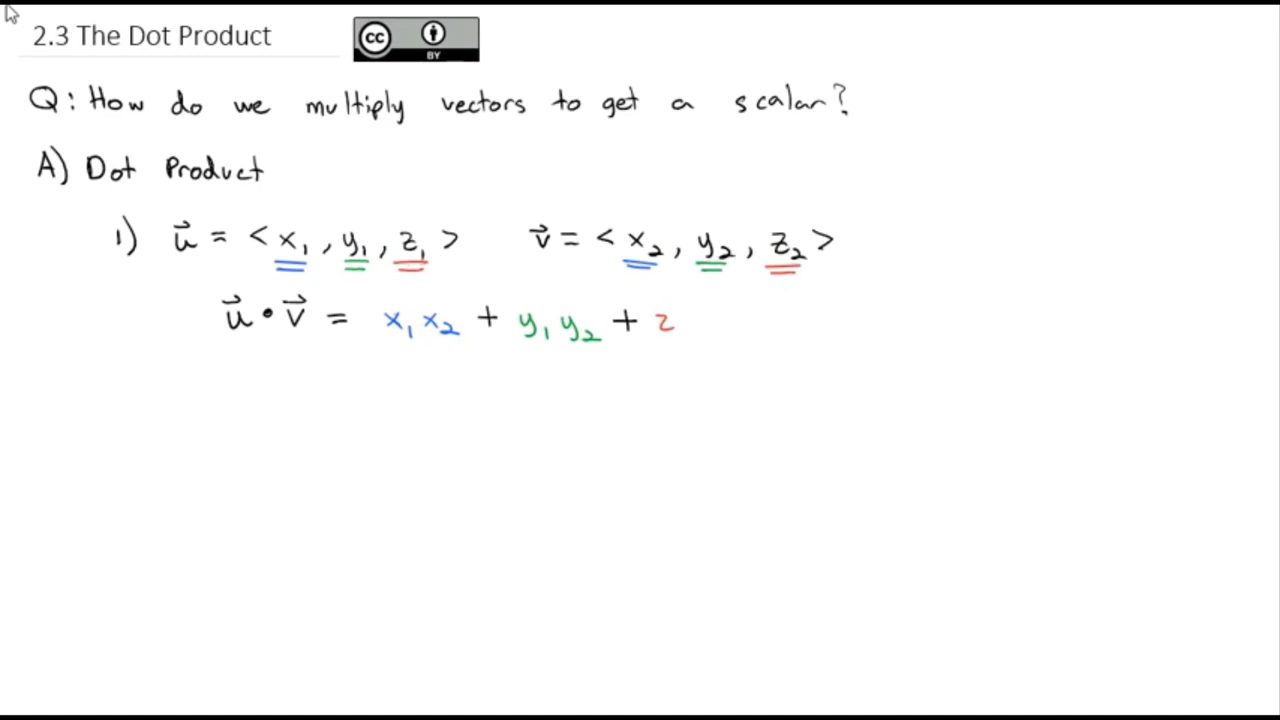 2.3 The Dot Product
cc BY
Q: How do we multiply vectors to get a scalar?
A) Dot Product
1) u⃗ = <x₁, y₁, z₁> v⃗ = <x₂, y₂, z₂>
u⃗ • v⃗ = x₁x₂ + y₁y₂ + z